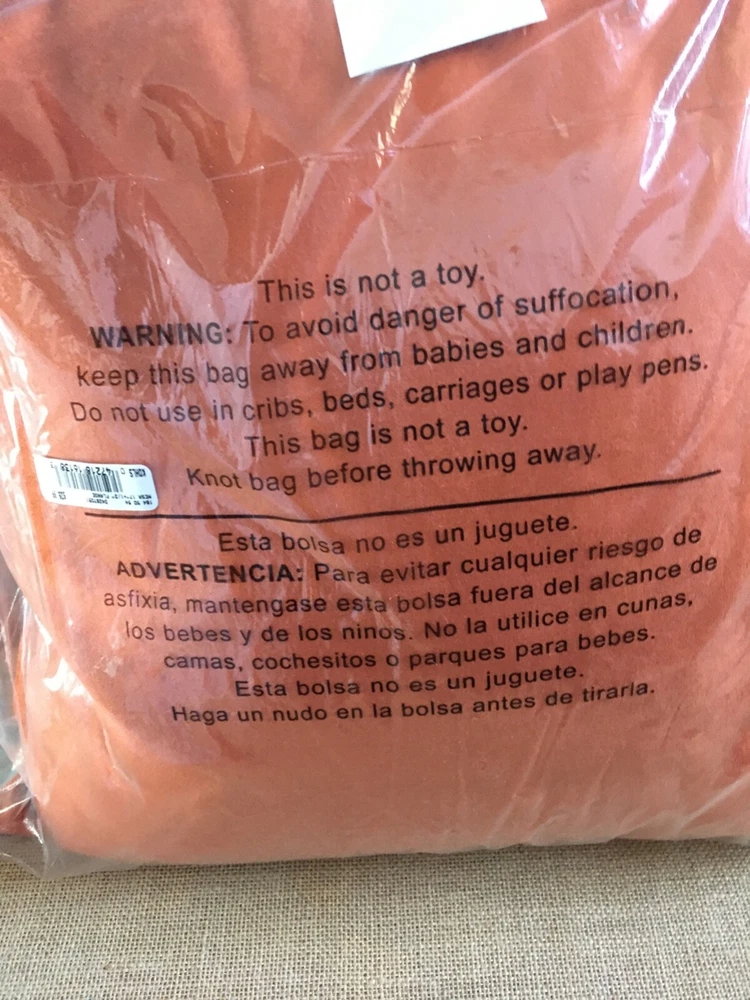 This is not a toy.
WARNING: To avoid danger of suffocation,
keep this bag away from babies and children.
Do not use in cribs, beds, carriages or play pens.
This bag is not a toy.
Knot bag before throwing away.
KOHLS
Esta bolsa no es un juguete.
ADVERTENCIA: Para evitar cualquier riesgo de
asfixia, mantengase esta bolsa fuera del alcance de
los bebes y de los ninos. No la utilice en cunas,
camas, cochesitos o parques para bebes.
Esta bolsa no es un juguete.
Haga un nudo en la bolsa antes de tirarla.